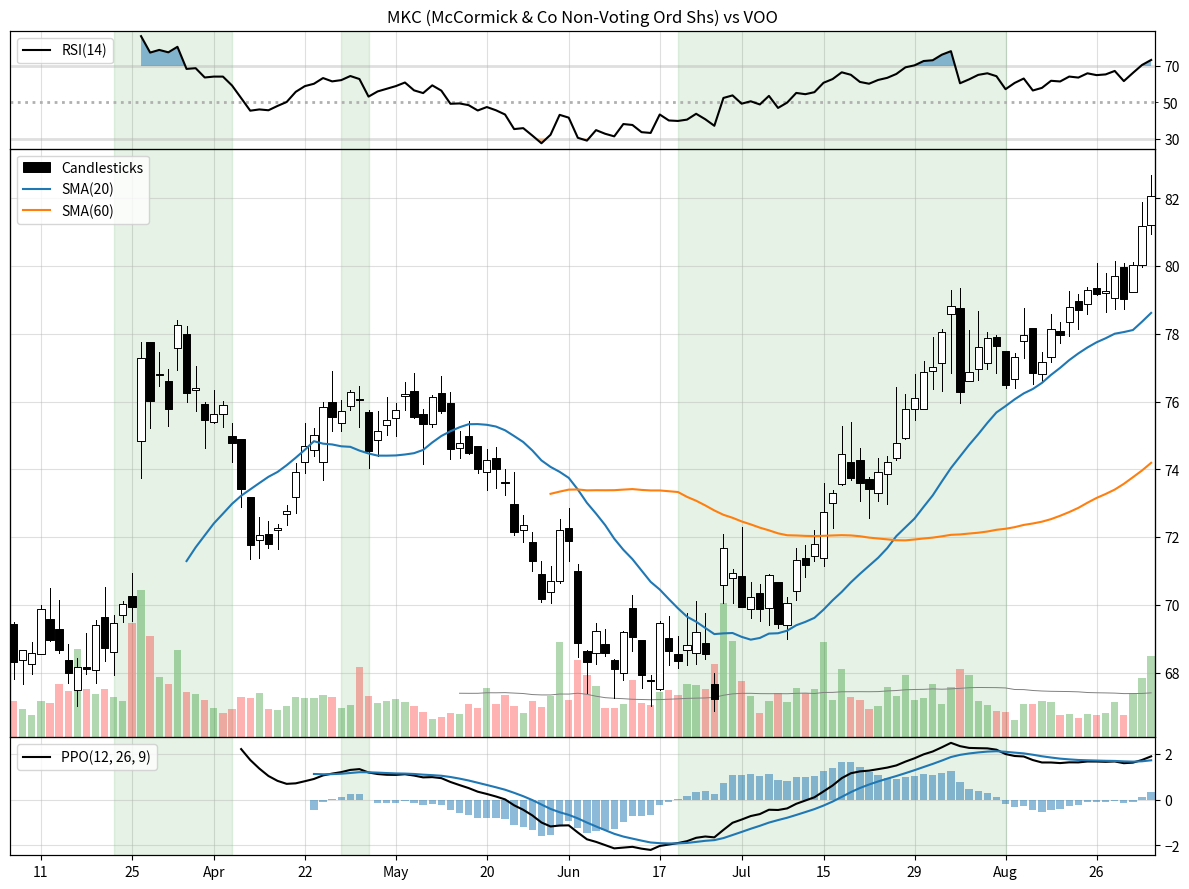 MKC (McCormick & Co Non-Voting Ord Shs) vs VOO
RSI(14)
70
50
30
Candlesticks
SMA(20)
SMA(60)
82
80
78
76
74
72
70
68
PPO(12, 26, 9)
2
0
−2
11
25
Apr
22
May
20
Jun
17
Jul
15
29
Aug
26